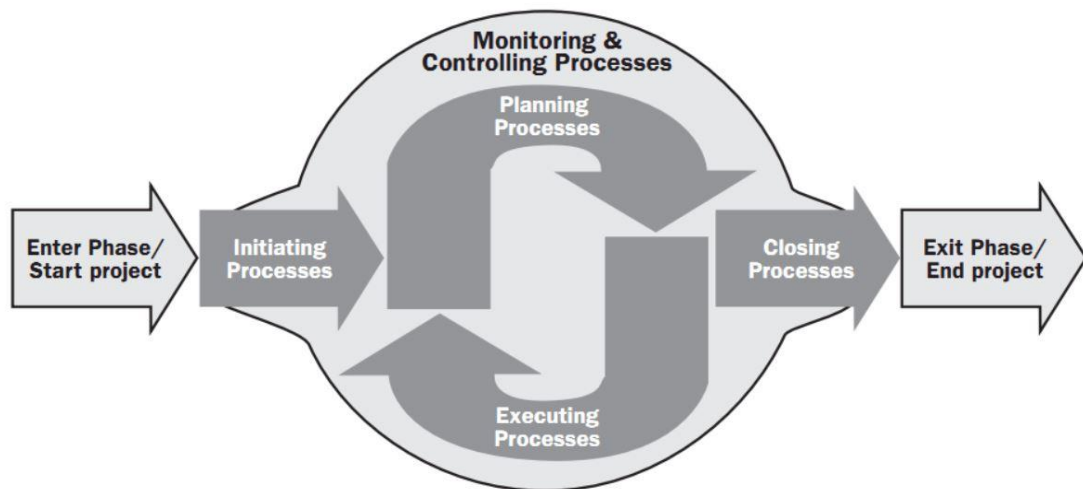 Monitoring &
Controlling Processes
Planning
Processes
Enter Phase/
Start project
Initiating
Processes
Closing
Processes
Exit Phase/
End project
Executing
Processes